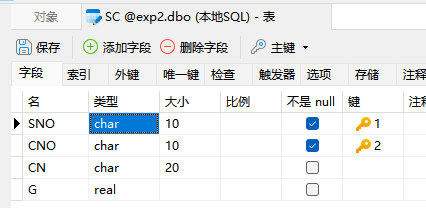 对象 SC @exp2.dbo (本地SQL) - 表
保存 添加字段 删除字段 主键
字段 索引 外键 唯一键 检查 触发器 选项 存储 注释
名 类型 大小 比例 不是 null 键 注释
SNO char 10 1
CNO char 10 2
CN char 20
G real